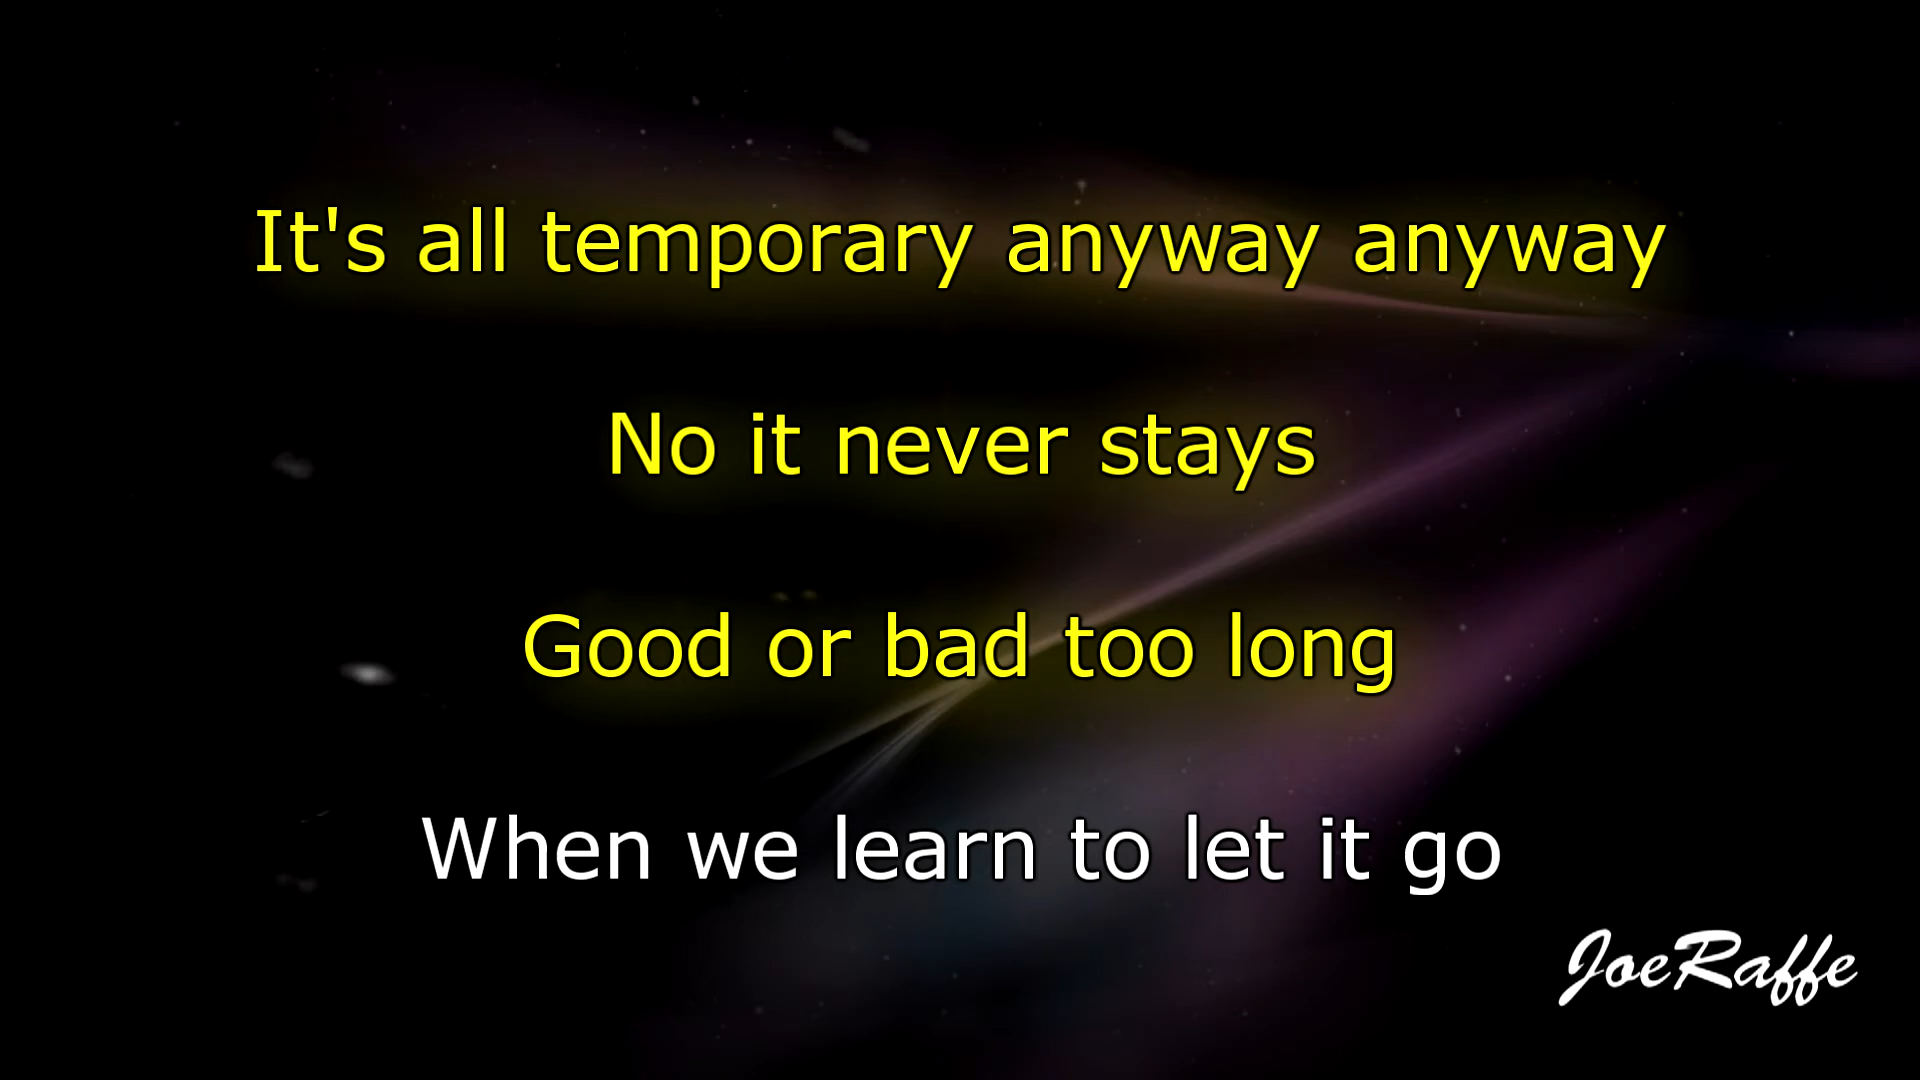 It's all temporary anyway anyway
No it never stays
Good or bad too long
When we learn to let it go
JoeRaffe